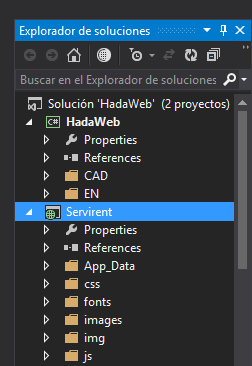 Explorador de soluciones
Buscar en el Explorador de soluciones
Solución 'HadaWeb' (2 proyectos)
HadaWeb
Properties
References
CAD
EN
Servirent
Properties
References
App_Data
css
fonts
images
img
js